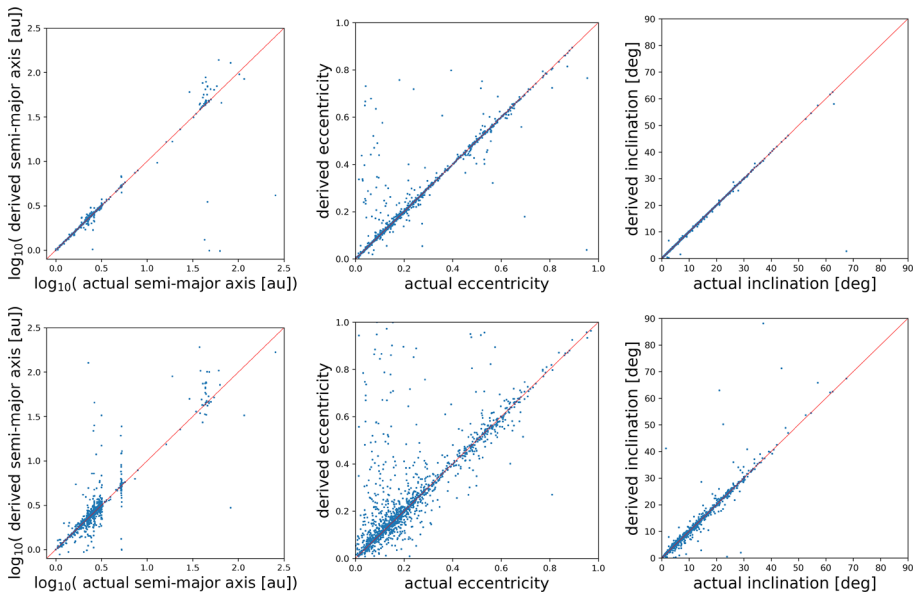 2.5
2.0
1.5
1.0
0.5
0.0
log10( derived semi-major axis [au])
0.0 0.5 1.0 1.5 2.0 2.5
log10( actual semi-major axis [au])
1.0
0.8
0.6
0.4
0.2
0.0
derived eccentricity
0.0 0.2 0.4 0.6 0.8 1.0
actual eccentricity
90
80
70
60
50
40
30
20
10
0
derived inclination [deg]
0 10 20 30 40 50 60 70 80 90
actual inclination [deg]
2.5
2.0
1.5
1.0
0.5
0.0
log10( derived semi-major axis [au])
0.0 0.5 1.0 1.5 2.0 2.5
log10( actual semi-major axis [au])
1.0
0.8
0.6
0.4
0.2
0.0
derived eccentricity
0.0 0.2 0.4 0.6 0.8 1.0
actual eccentricity
90
80
70
60
50
40
30
20
10
0
derived inclination [deg]
0 10 20 30 40 50 60 70 80 90
actual inclination [deg]